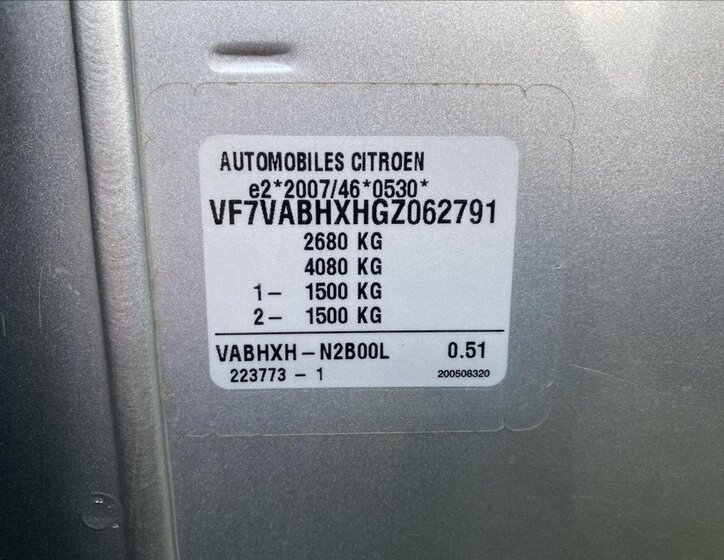 AUTOMOBILES CITROEN
e2*2007/46*0530*
VF7VABHXHGZ062791
2680 KG
4080 KG
1- 1500 KG
2- 1500 KG
VABHXH-N2B00L 0.51
223773-1 200508320